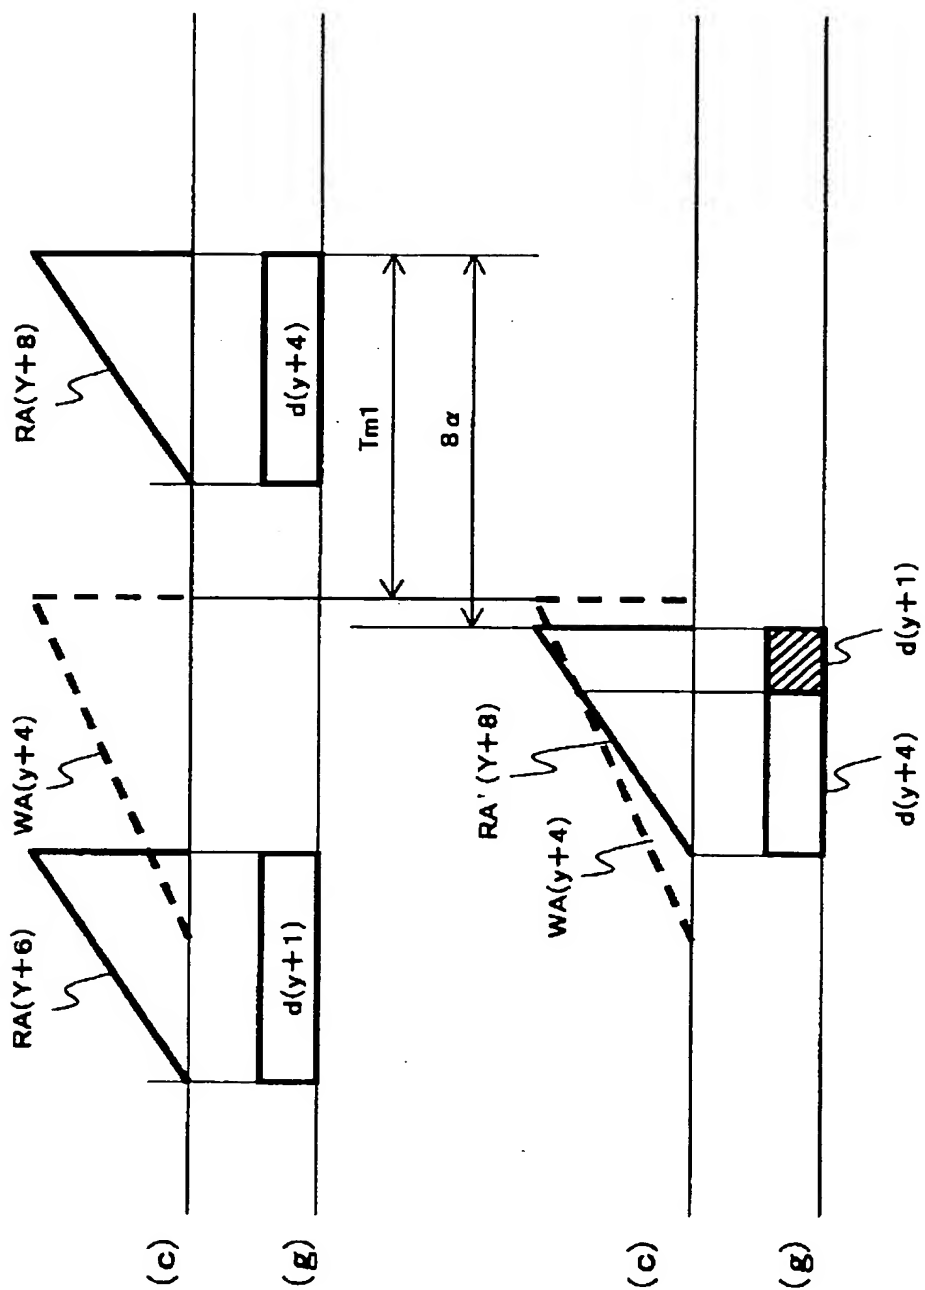 RA(Y+6)
WA(y+4)
RA(Y+8)
(c)
(g)
d(y+1)
d(y+4)
Tm1
8α
RA'(Y+8)
WA(y+4)
(c)
(g)
d(y+4)
d(y+1)